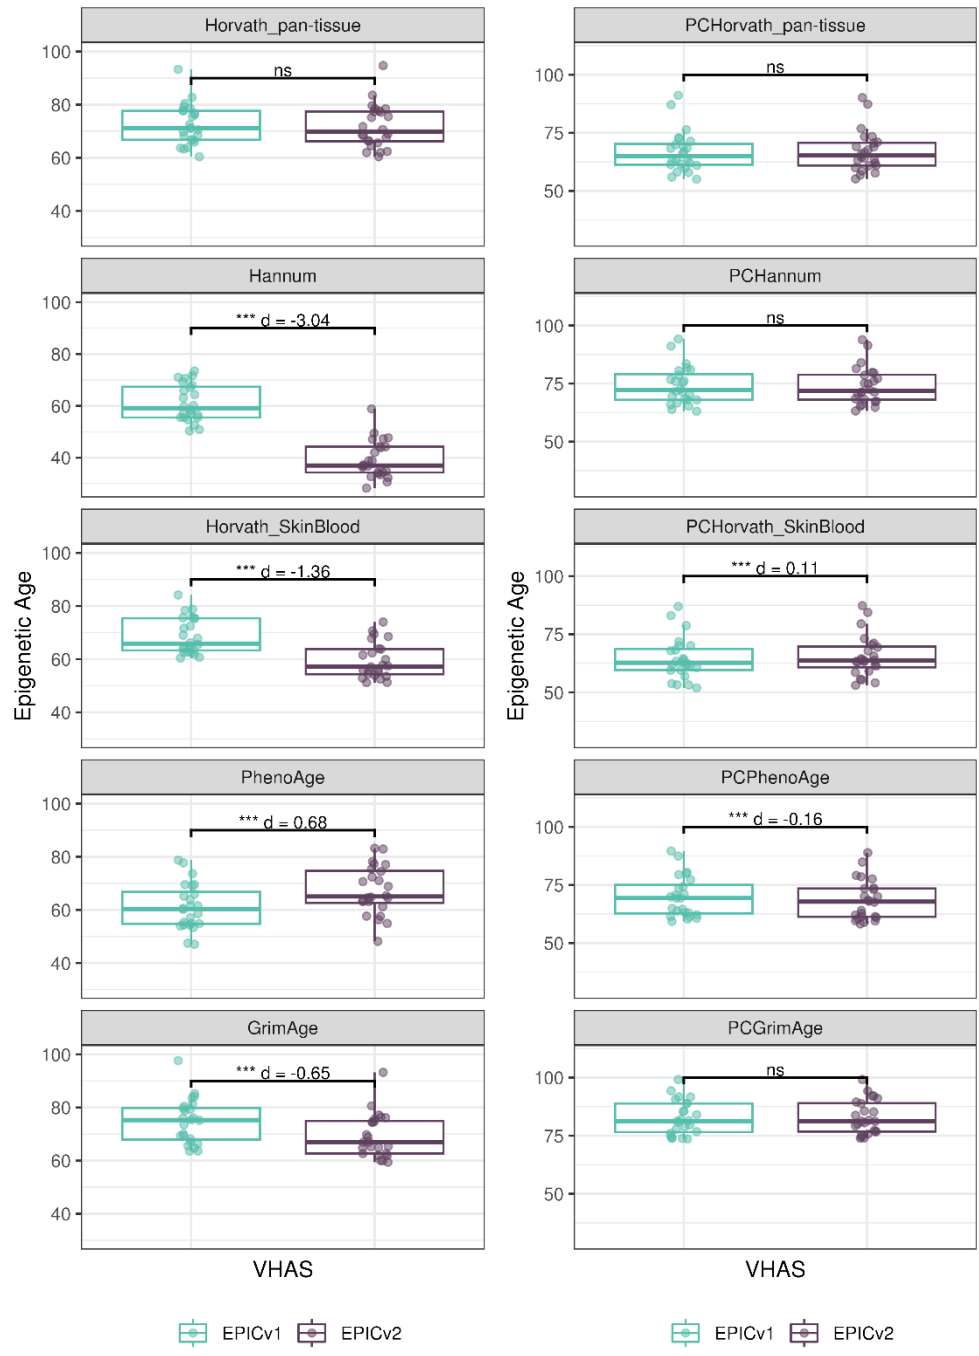 Horvath_pan-tissue
100
80
60
40
ns
PCHorvath_pan-tissue
100
75
50
ns
Hannum
100
80
60
40
*** d = -3.04
PCHannum
100
75
50
ns
Horvath_SkinBlood
100
80
60
40
*** d = -1.36
PCHorvath_SkinBlood
100
75
50
*** d = 0.11
Epigenetic Age
Epigenetic Age
PhenoAge
100
80
60
40
*** d = 0.68
PCPhenoAge
100
75
50
*** d = -0.16
GrimAge
100
80
60
40
*** d = -0.65
PCGrimAge
100
75
50
ns
VHAS
VHAS
EPICv1 EPICv2
EPICv1 EPICv2